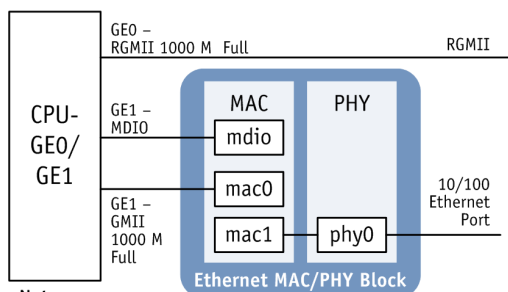 GE0 –
RGMII 1000 M Full
RGMII
CPU-
GE0/
GE1
GE1 –
MDIO
GE1 –
GMII
1000 M
Full
MAC
PHY
mdio
mac0
mac1
phy0
10/100
Ethernet
Port
Ethernet MAC/PHY Block